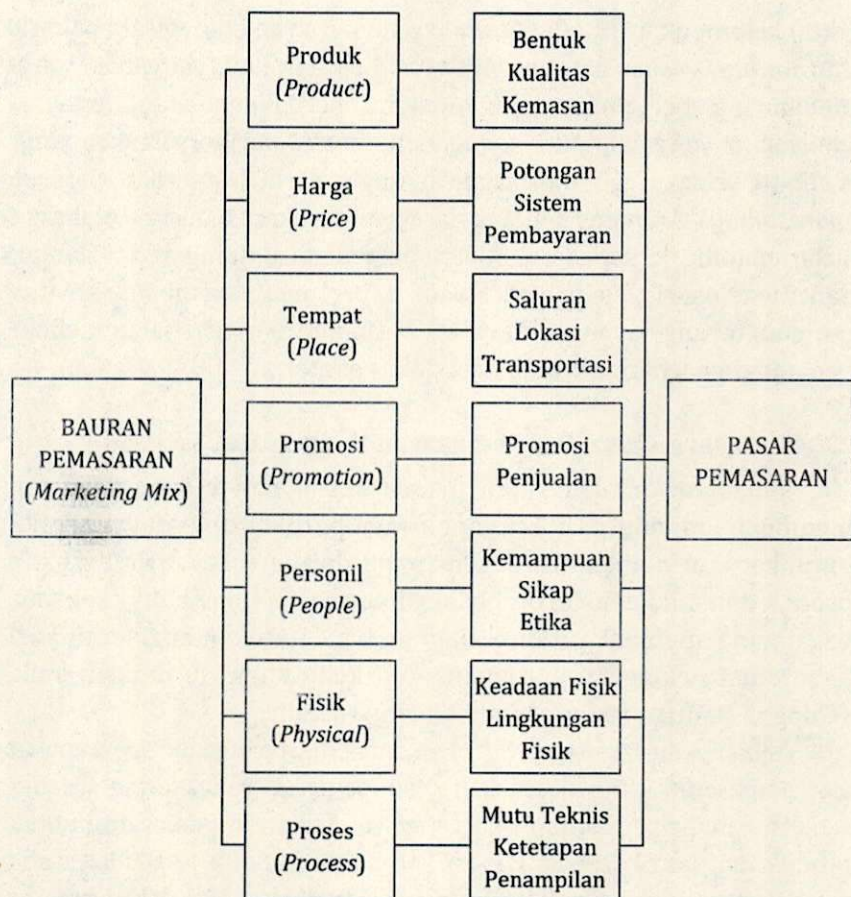 Produk
(Product)
Bentuk
Kualitas
Kemasan
Harga
(Price)
Potongan
Sistem
Pembayaran
Tempat
(Place)
Saluran
Lokasi
Transportasi
BAURAN
PEMASARAN
(Marketing Mix)
Promosi
(Promotion)
Promosi
Penjualan
PASAR
PEMASARAN
Personil
(People)
Kemampuan
Sikap
Etika
Fisik
(Physical)
Keadaan Fisik
Lingkungan
Fisik
Proses
(Process)
Mutu Teknis
Ketetapan
Penampilan